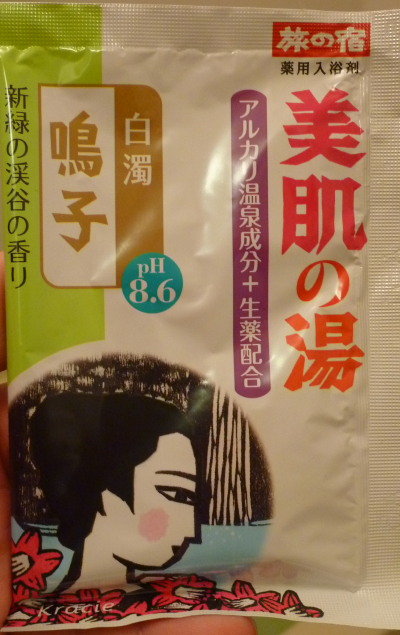 旅の宿
薬用入浴剤
美肌の湯
アルカリ温泉成分+生薬配合
白濁
鳴子
pH
8.6
新緑の渓谷の香り
Kracie